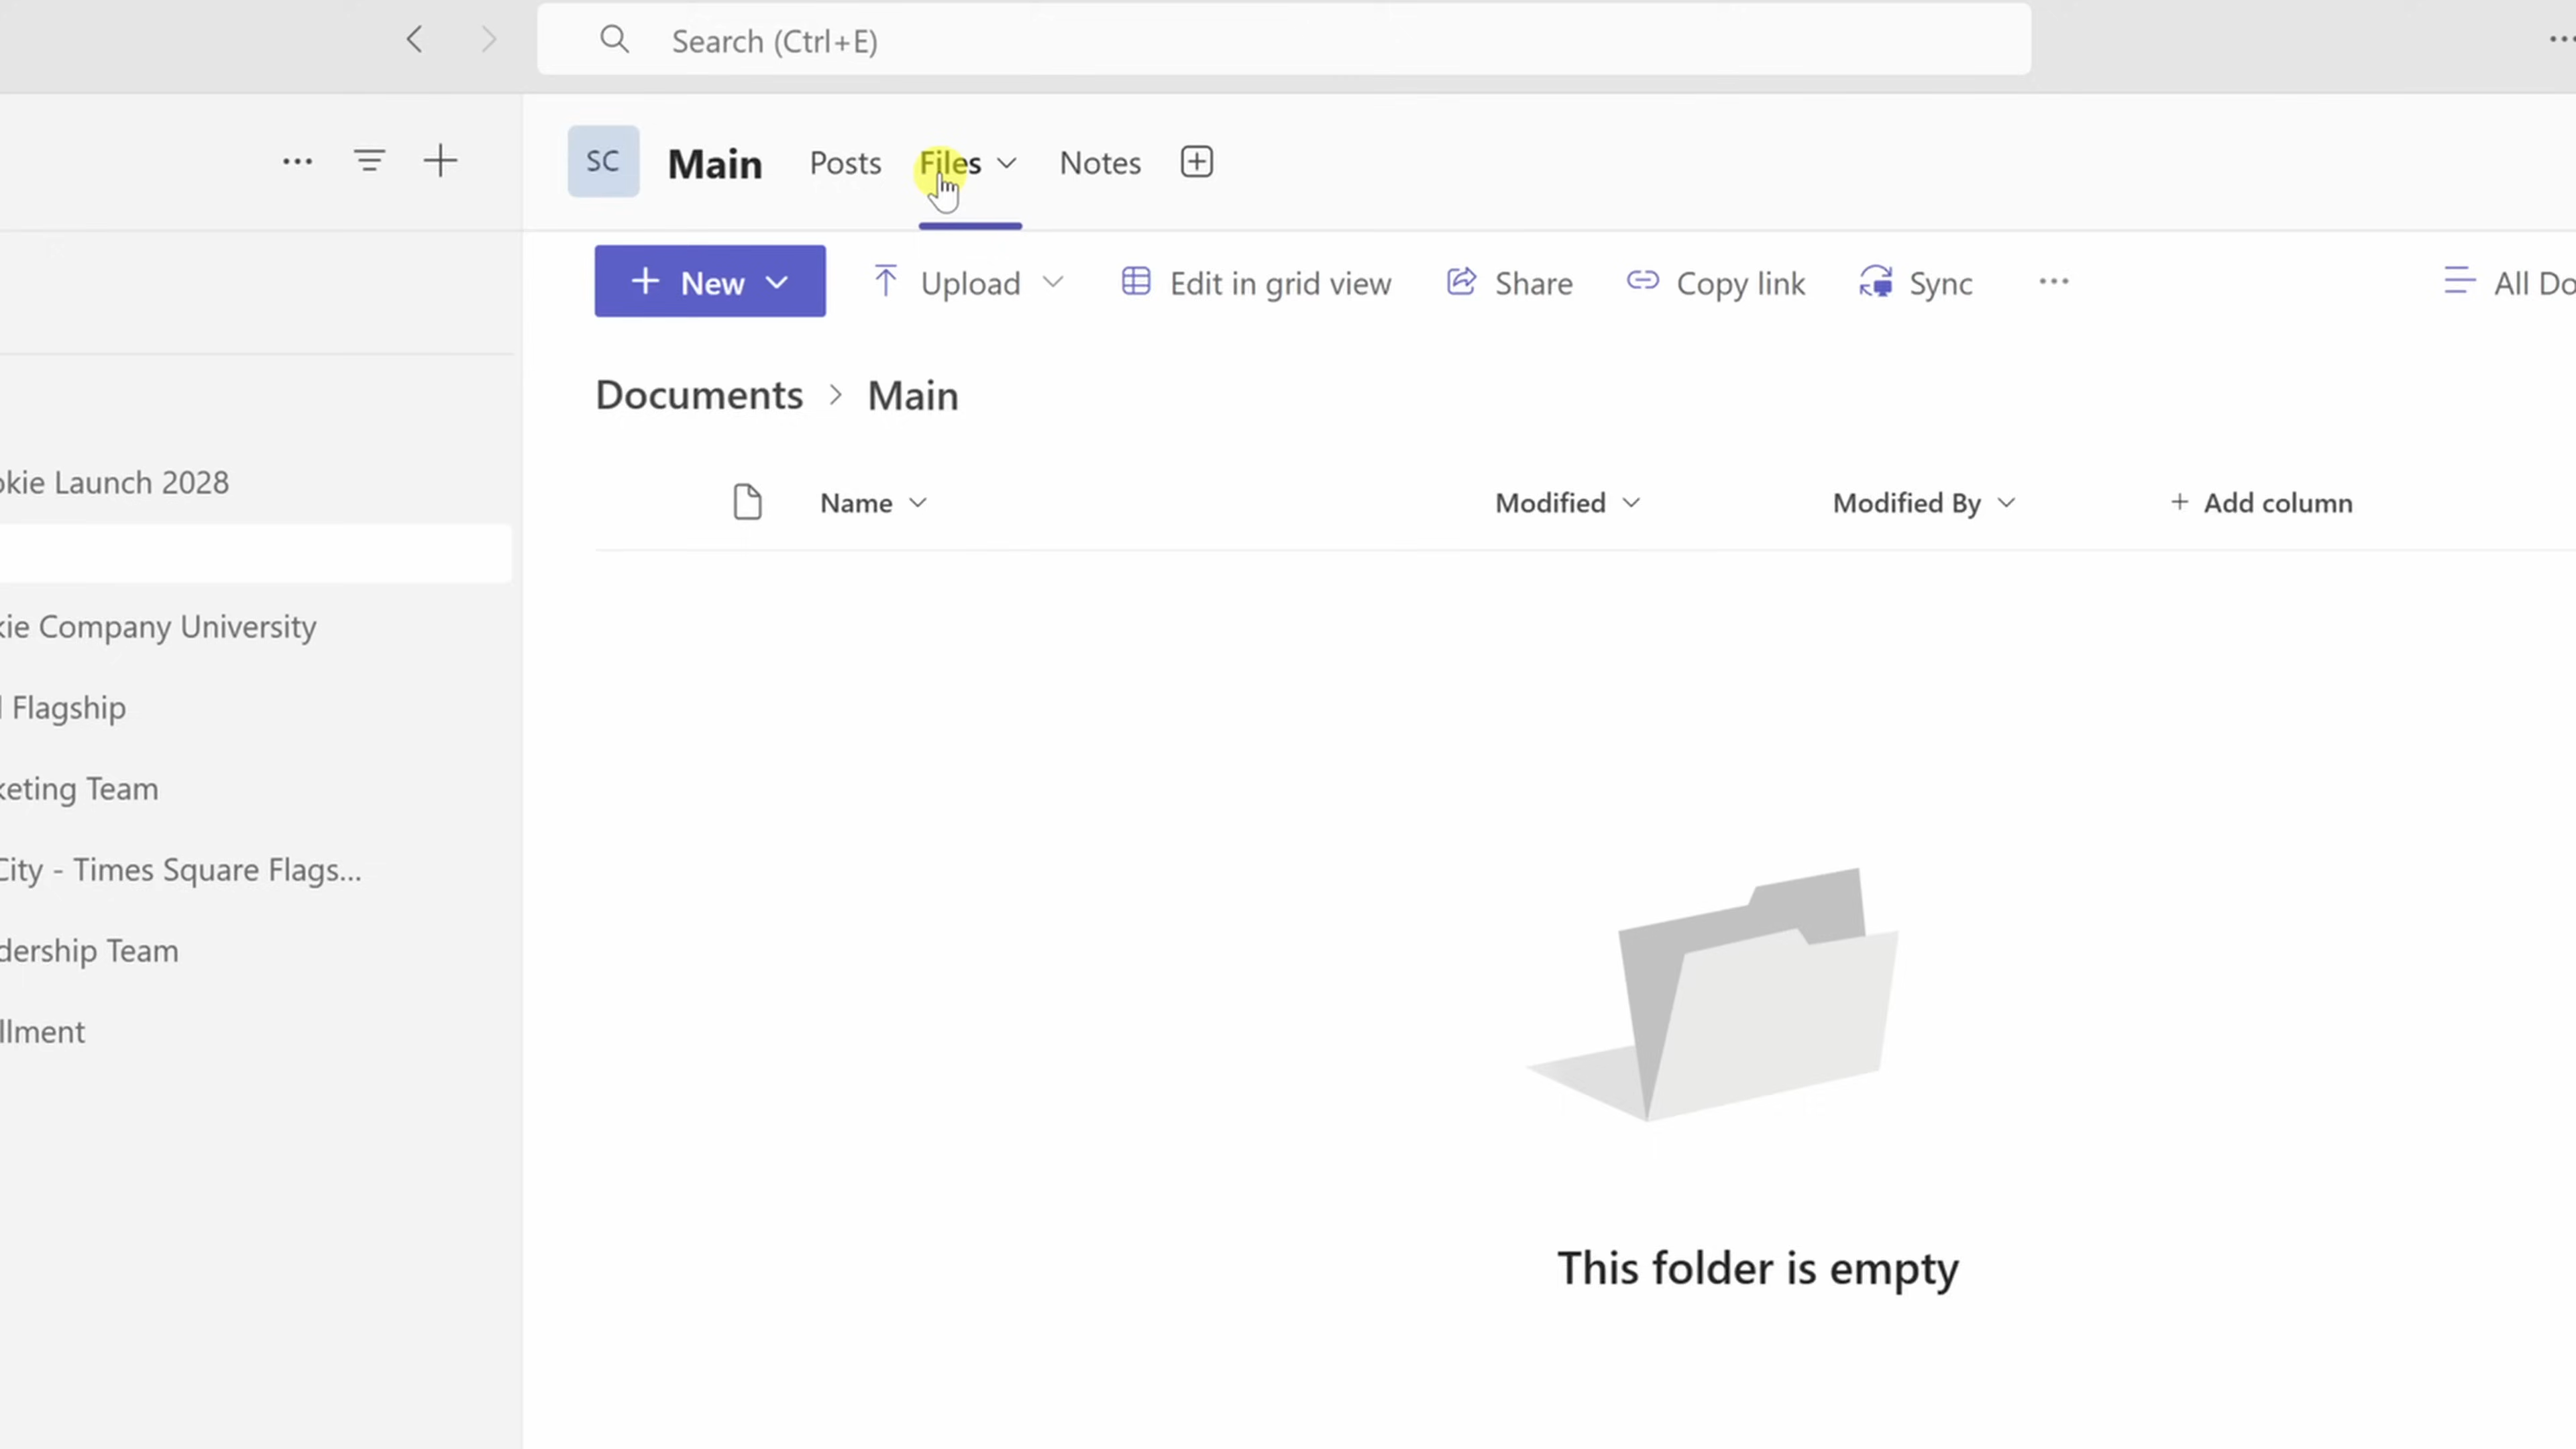 Search (Ctrl+E)
SC
Main
Posts
Files
Notes
New
Upload
Edit in grid view
Share
Copy link
Sync
All Do
Documents > Main
Name
Modified
Modified By
+ Add column
okie Launch 2028
kie Company University
l Flagship
keting Team
City - Times Square Flags...
dership Team
llment
This folder is empty